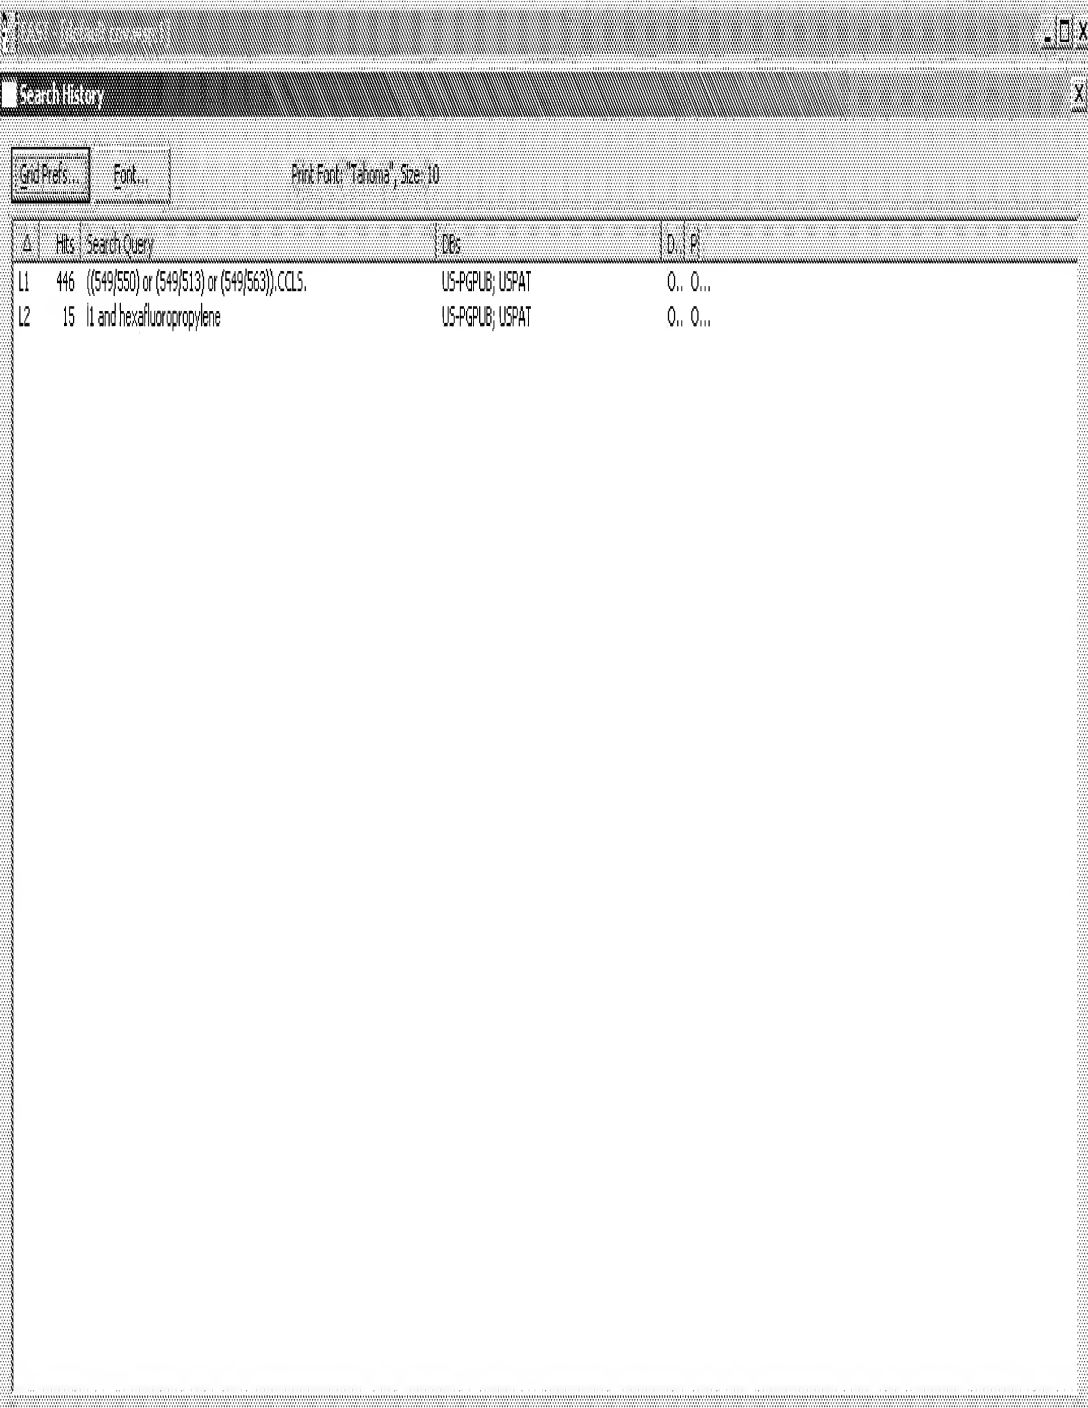 Search History
Grid Prefs... Font... Print Font: "Tahoma", Size: 10
Hits Search Query DBs D. P
L1 446 ((549/550) or (549/513) or (549/563)).CCLS. US-PGPUB; USPAT O.. O...
L2 15 l1 and hexafluoropropylene US-PGPUB; USPAT O.. O...